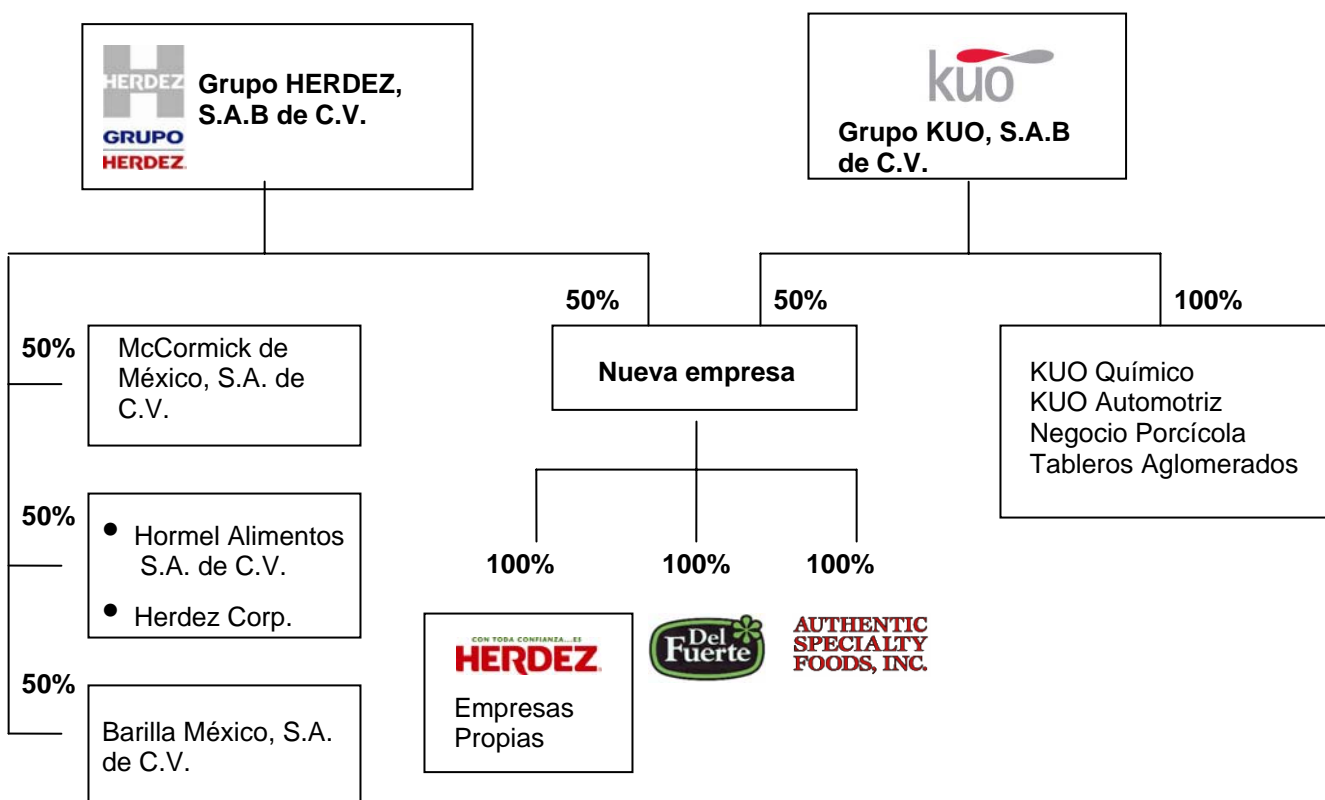 HERDEZ
GRUPO
HERDEZ
Grupo HERDEZ,
S.A.B de C.V.
kuo
Grupo KUO, S.A.B
de C.V.
50%
50%
100%
50%
McCormick de
México, S.A. de
C.V.
Nueva empresa
KUO Químico
KUO Automotriz
Negocio Porcícola
Tableros Aglomerados
50%
• Hormel Alimentos
S.A. de C.V.
• Herdez Corp.
100%
100%
100%
50%
Barilla México, S.A.
de C.V.
CON TODA CONFIANZA...ES
HERDEZ
Empresas
Propias
Del
Fuerte
AUTHENTIC
SPECIALTY
FOODS, INC.